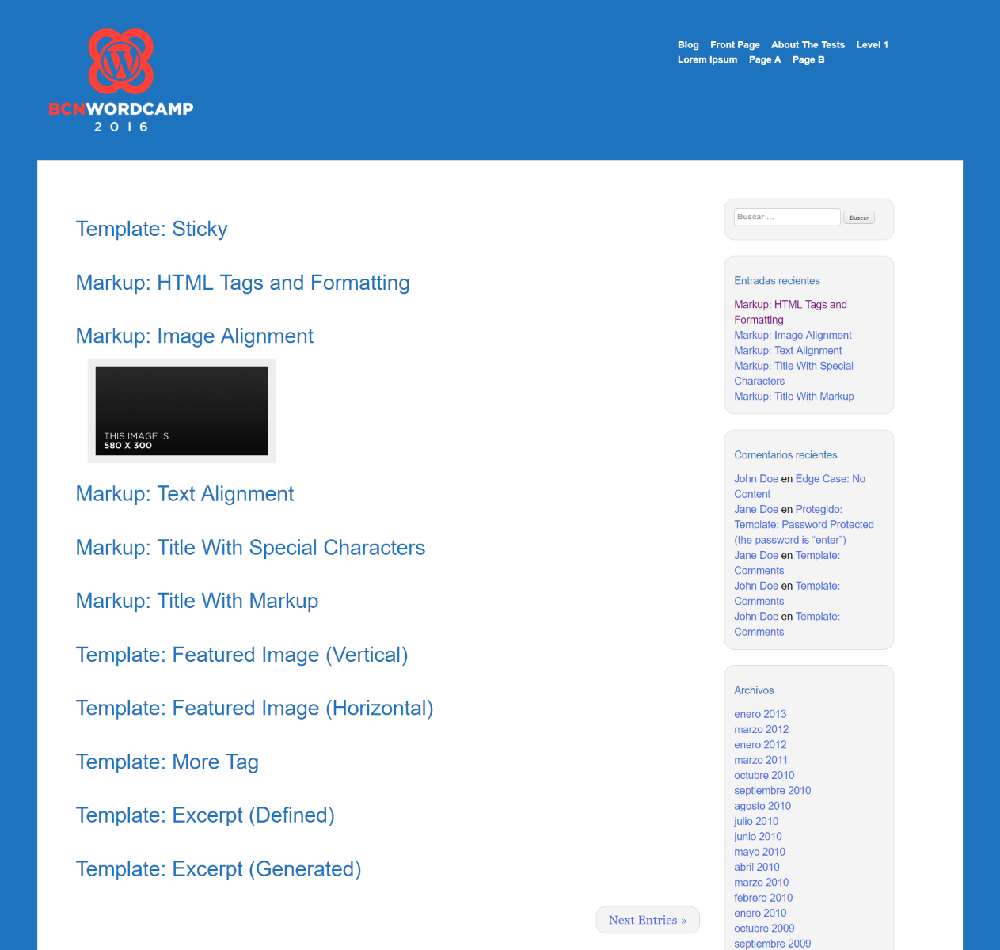 BCNWORDCAMP
2016
Blog Front Page About The Tests Level 1
Lorem Ipsum Page A Page B
Template: Sticky
Markup: HTML Tags and Formatting
Markup: Image Alignment
THIS IMAGE IS
580 X 300
Markup: Text Alignment
Markup: Title With Special Characters
Markup: Title With Markup
Template: Featured Image (Vertical)
Template: Featured Image (Horizontal)
Template: More Tag
Template: Excerpt (Defined)
Template: Excerpt (Generated)
Next Entries »
Buscar ... Buscar
Entradas recientes
Markup: HTML Tags and
Formatting
Markup: Image Alignment
Markup: Text Alignment
Markup: Title With Special
Characters
Markup: Title With Markup
Comentarios recientes
John Doe en Edge Case: No
Content
Jane Doe en Protegido:
Template: Password Protected
(the password is “enter”)
Jane Doe en Template:
Comments
John Doe en Template:
Comments
John Doe en Template:
Comments
Archivos
enero 2013
marzo 2012
enero 2012
marzo 2011
octubre 2010
septiembre 2010
agosto 2010
julio 2010
junio 2010
mayo 2010
abril 2010
marzo 2010
febrero 2010
enero 2010
octubre 2009
septiembre 2009